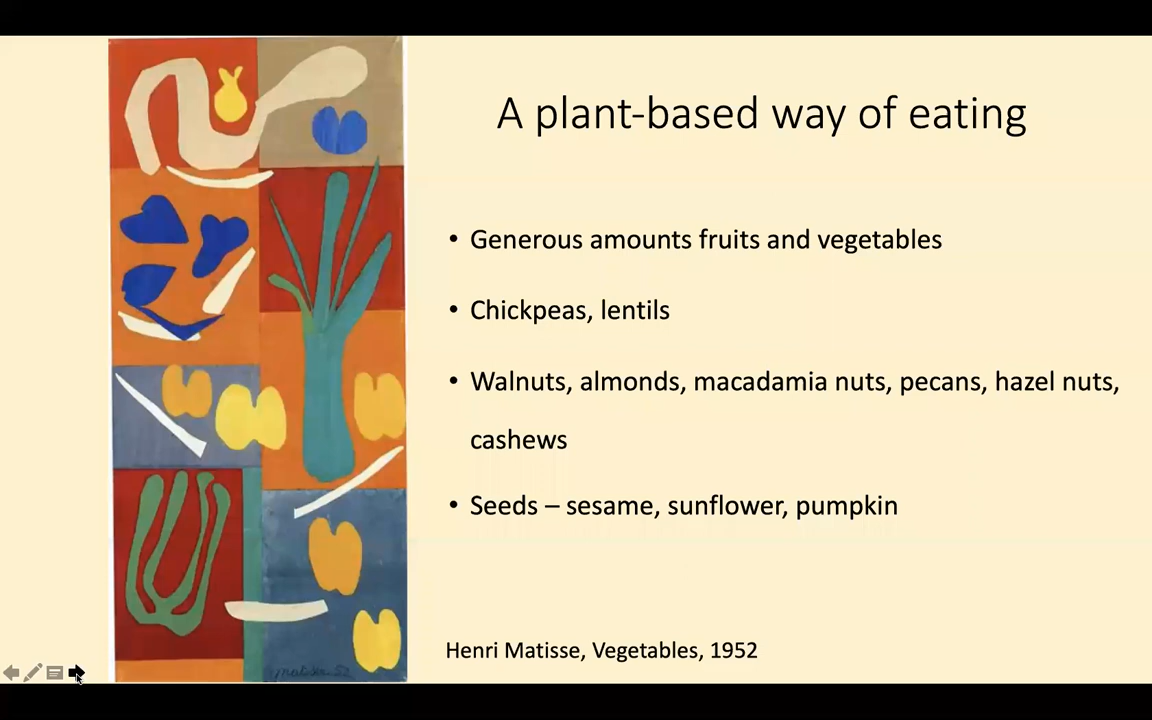 A plant-based way of eating
• Generous amounts fruits and vegetables
• Chickpeas, lentils
• Walnuts, almonds, macadamia nuts, pecans, hazel nuts,
cashews
• Seeds – sesame, sunflower, pumpkin
Henri Matisse, Vegetables, 1952